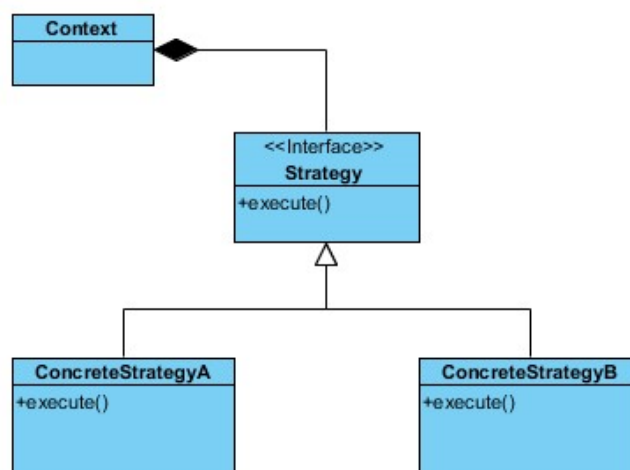 Context
<<Interface>>
Strategy
+execute()
ConcreteStrategyA
+execute()
ConcreteStrategyB
+execute()